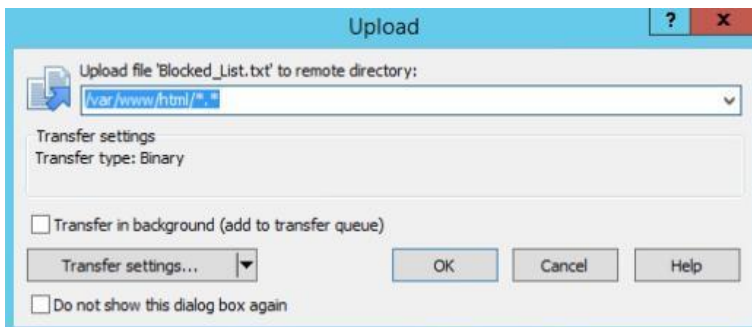 Upload
? x
Upload file 'Blocked_List.txt' to remote directory:
/var/www/html/*.*
Transfer settings
Transfer type: Binary
Transfer in background (add to transfer queue)
Transfer settings...
OK
Cancel
Help
Do not show this dialog box again